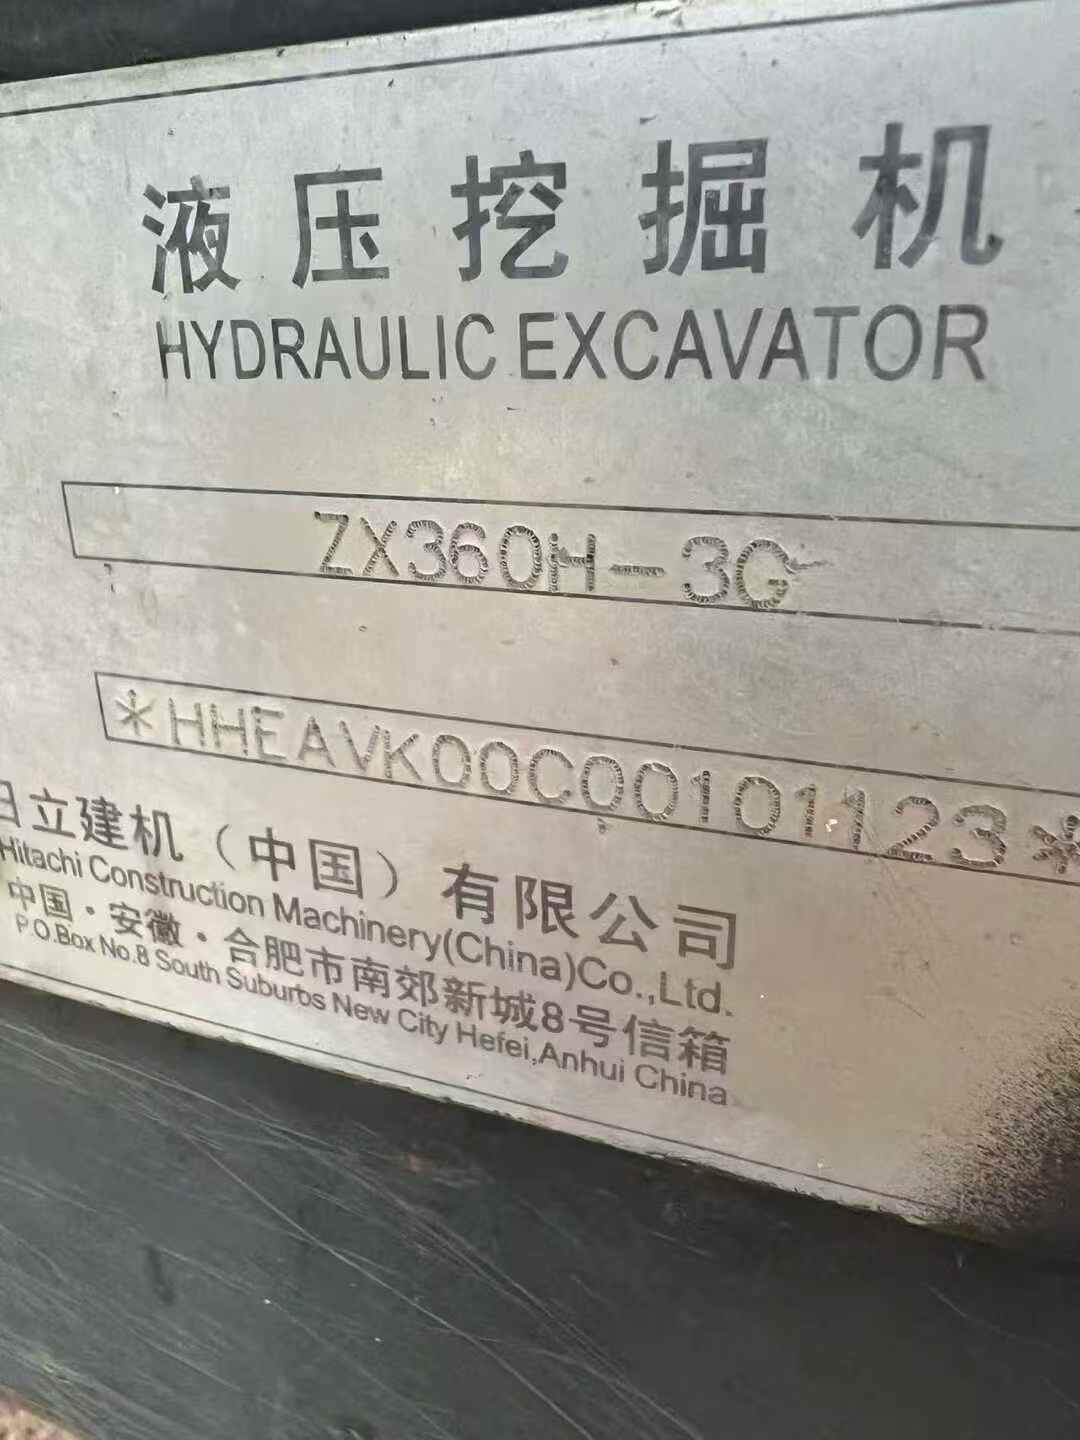 液压挖掘机
HYDRAULIC EXCAVATOR
ZX360H-3G
*HHEAVK00C00101123*
日立建机（中国）有限公司
Hitachi Construction Machinery(China)Co.,Ltd.
中国·安徽·合肥市南郊新城8号信箱
P.O.Box No.8 South Suburbs New City Hefei,Anhui China